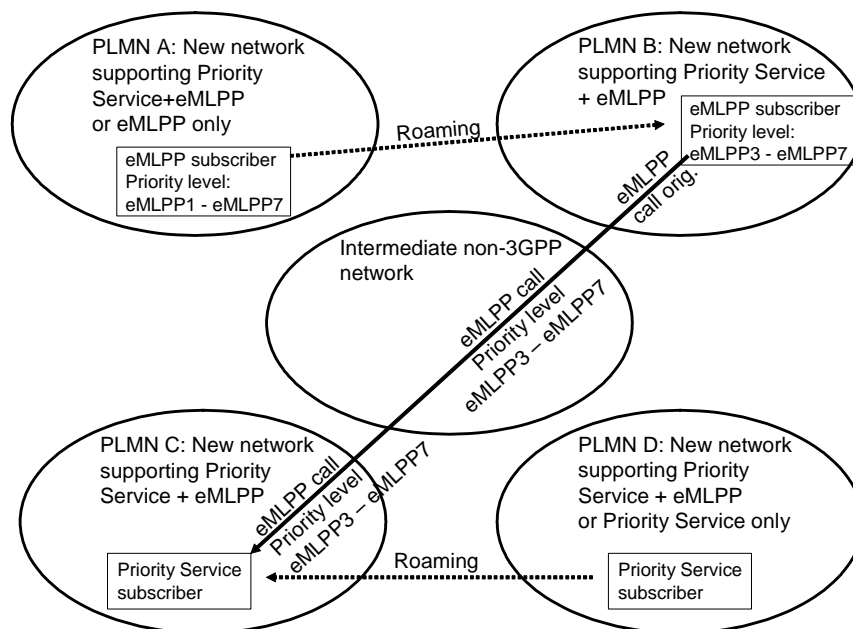 PLMN A: New network
supporting Priority
Service+eMLPP
or eMLPP only
eMLPP subscriber
Priority level:
eMLPP1 - eMLPP7
Roaming
PLMN B: New network
supporting Priority Service
+ eMLPP
eMLPP subscriber
Priority level:
eMLPP3 - eMLPP7
eMLPP
call orig.
Intermediate non-3GPP
network
eMLPP call
Priority level
eMLPP3 – eMLPP7
PLMN C: New network
supporting Priority
Service + eMLPP
eMLPP call
Priority level
eMLPP3 – eMLPP7
Priority Service
subscriber
Roaming
PLMN D: New network
supporting Priority
Service + eMLPP
or Priority Service only
Priority Service
subscriber